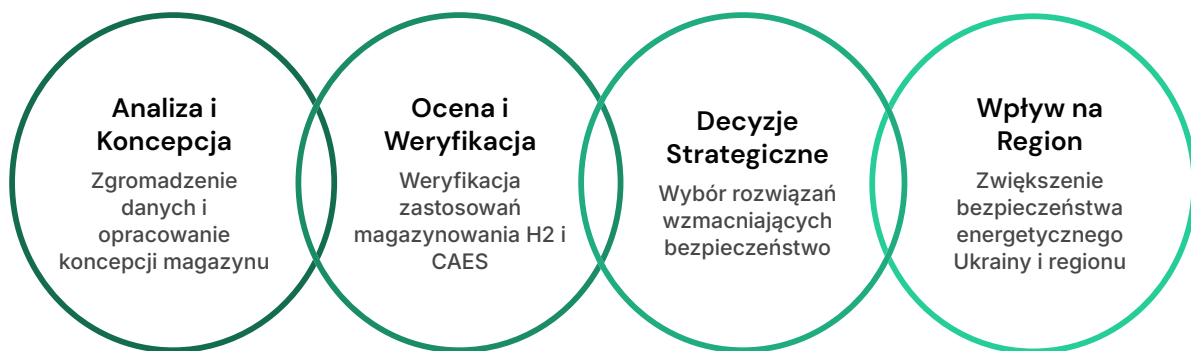 Analiza i
Koncepcja
Zgromadzenie
danych i
opracowanie
koncepcji magazynu
Ocena i
Weryfikacja
Weryfikacja
zastosowań
magazynowania H2 i
CAES
Decyzje
Strategiczne
Wybór rozwiązań
wzmacniających
bezpieczeństwo
Wpływ na
Region
Zwiększenie
bezpieczeństwa
energetycznego
Ukrainy i regionu